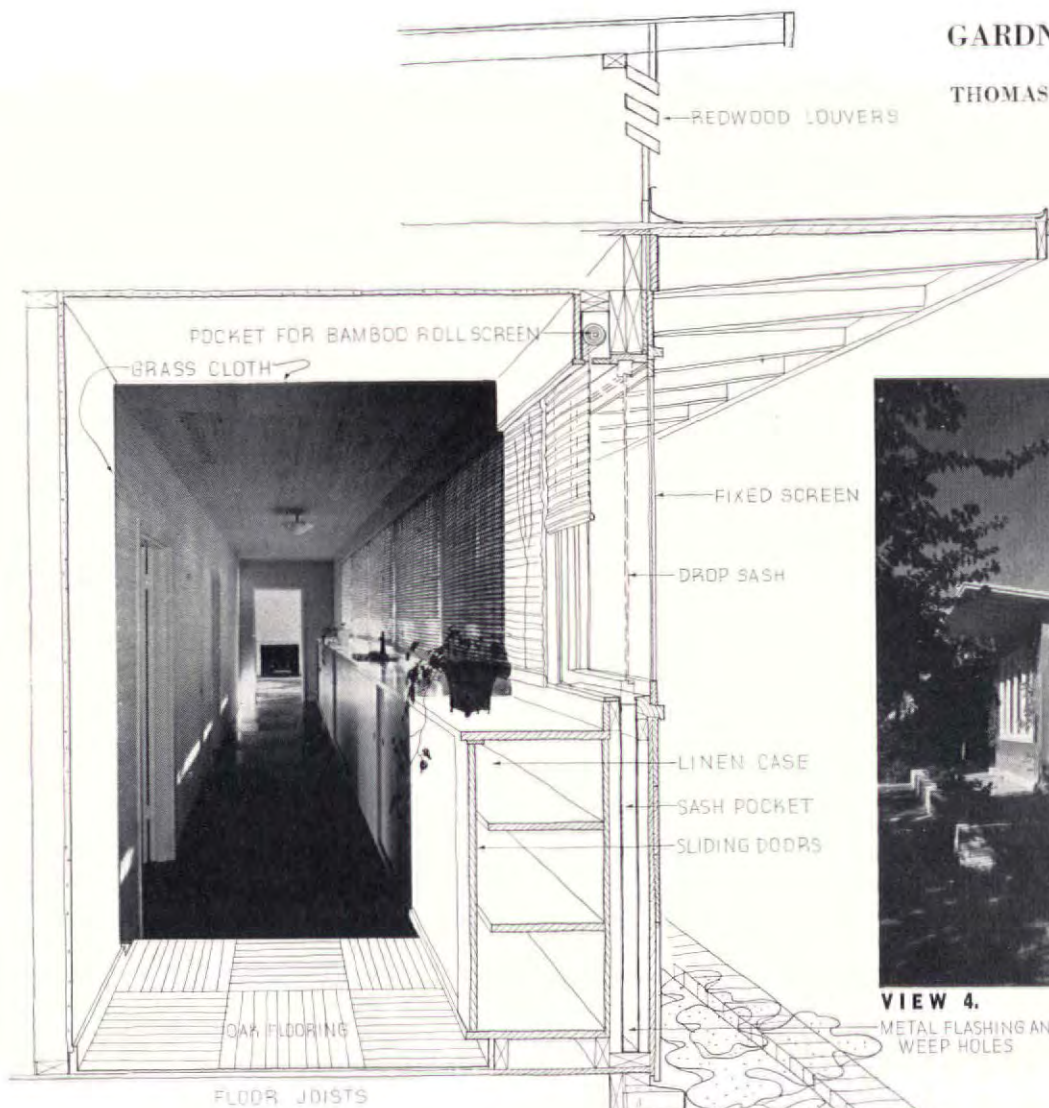 GARDN
THOMAS
REDWOOD LOUVERS
POCKET FOR BAMBOO ROLL SCREEN
GRASS CLOTH
FIXED SCREEN
DROP SASH
LINEN CASE
SASH POCKET
SLIDING DOORS
OAK FLOORING
VIEW 4.
METAL FLASHING AN
WEEP HOLES
FLOOR JOISTS